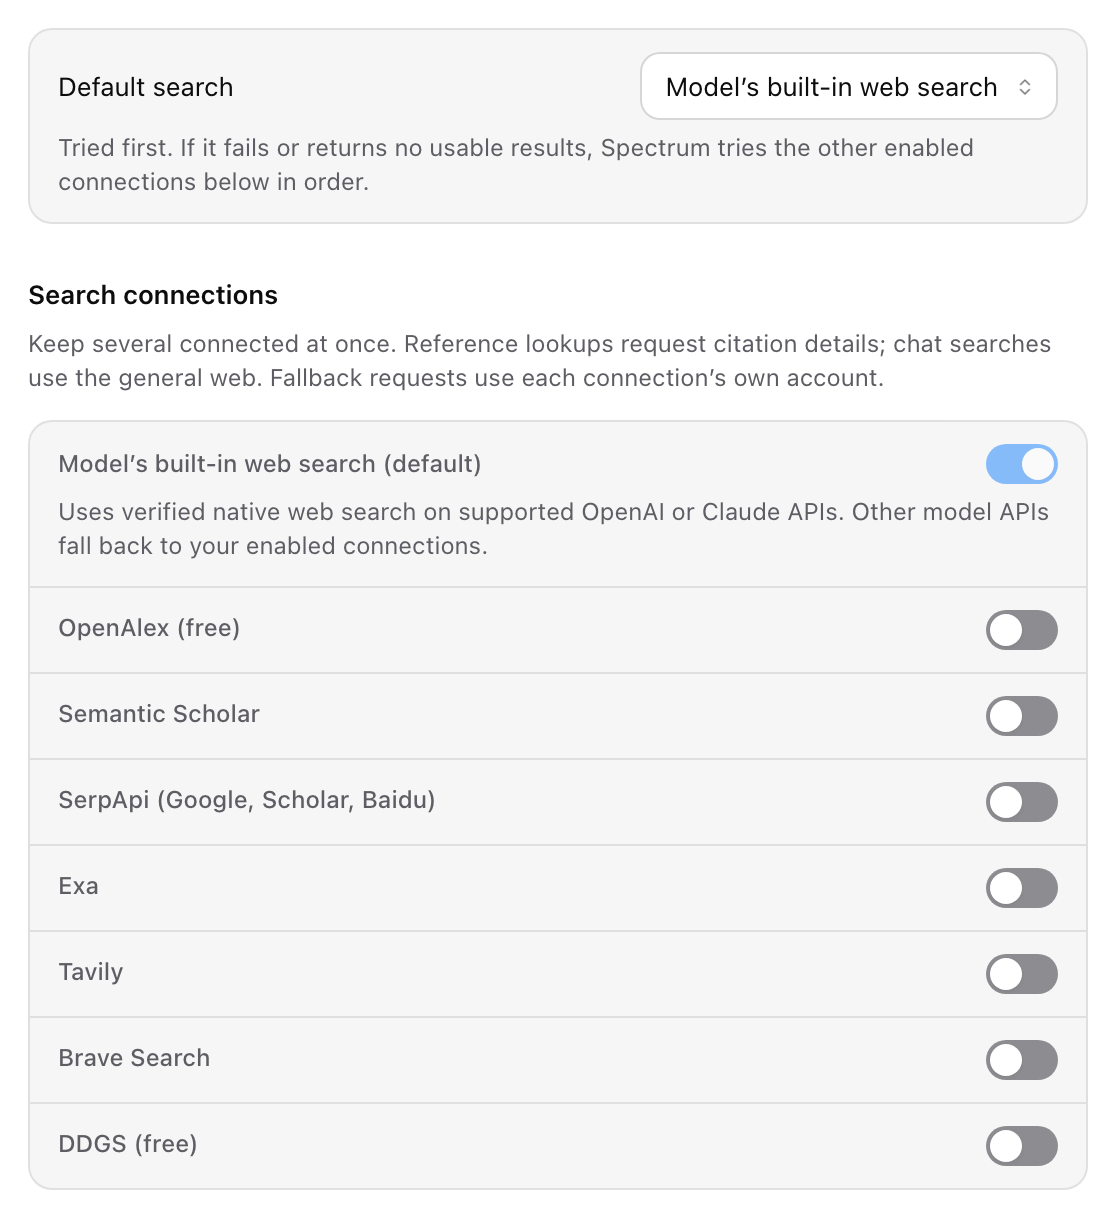 Default search
Model’s built-in web search
Tried first. If it fails or returns no usable results, Spectrum tries the other enabled
connections below in order.
Search connections
Keep several connected at once. Reference lookups request citation details; chat searches
use the general web. Fallback requests use each connection’s own account.
Model’s built-in web search (default)
Uses verified native web search on supported OpenAI or Claude APIs. Other model APIs
fall back to your enabled connections.
OpenAlex (free)
Semantic Scholar
SerpApi (Google, Scholar, Baidu)
Exa
Tavily
Brave Search
DDGS (free)